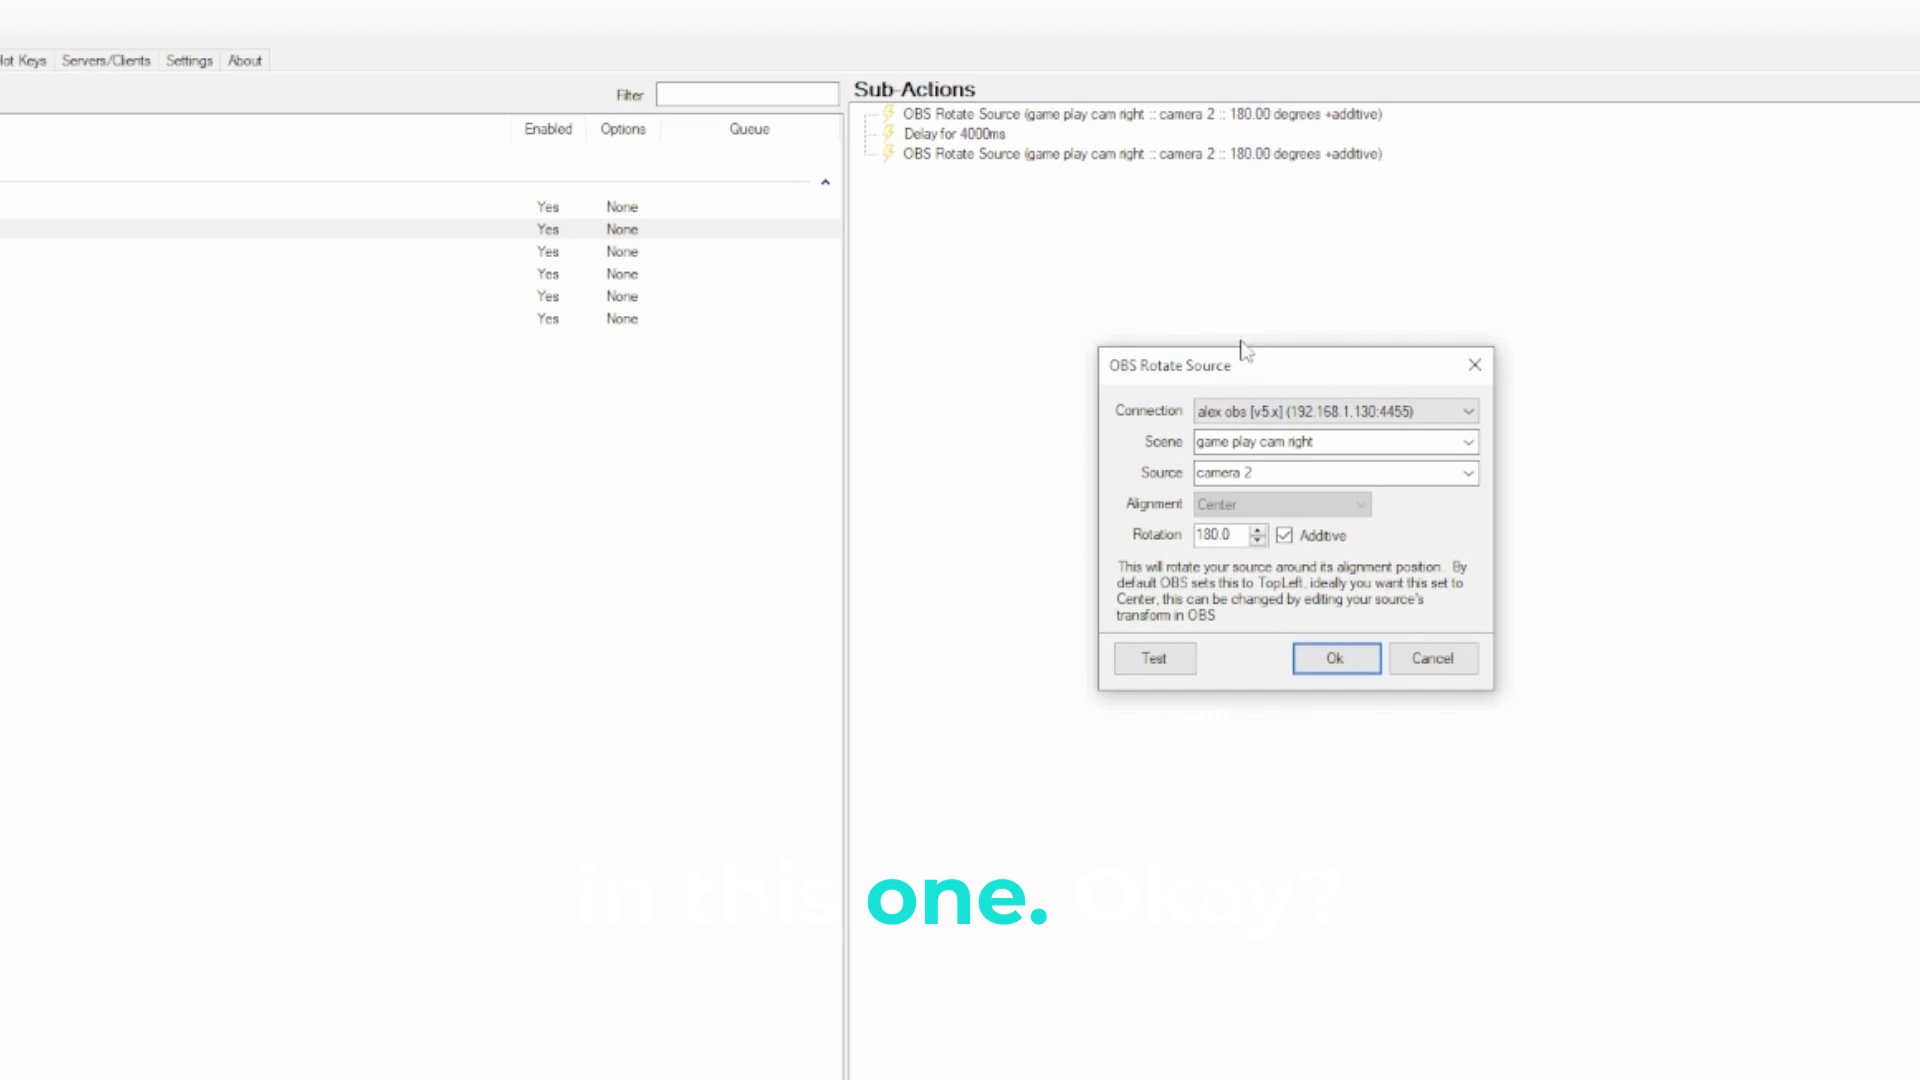 Hot Keys Servers/Clients Settings About
Filter
Enabled Options Queue
Yes None
Yes None
Yes None
Yes None
Yes None
Yes None
Sub-Actions
OBS Rotate Source (game play cam right :: camera 2 :: 180.00 degrees +additive)
Delay for 4000ms
OBS Rotate Source (game play cam right :: camera 2 :: 180.00 degrees +additive)
OBS Rotate Source
Connection alex obs [v5.x] (192.168.1.130:4455)
Scene game play cam right
Source camera 2
Alignment Center
Rotation 180.0 Additive
This will rotate your source around its alignment position. By
default OBS sets this to TopLeft, ideally you want this set to
Center, this can be changed by editing your source's
transform in OBS
Test Ok Cancel
in this one. Okay?